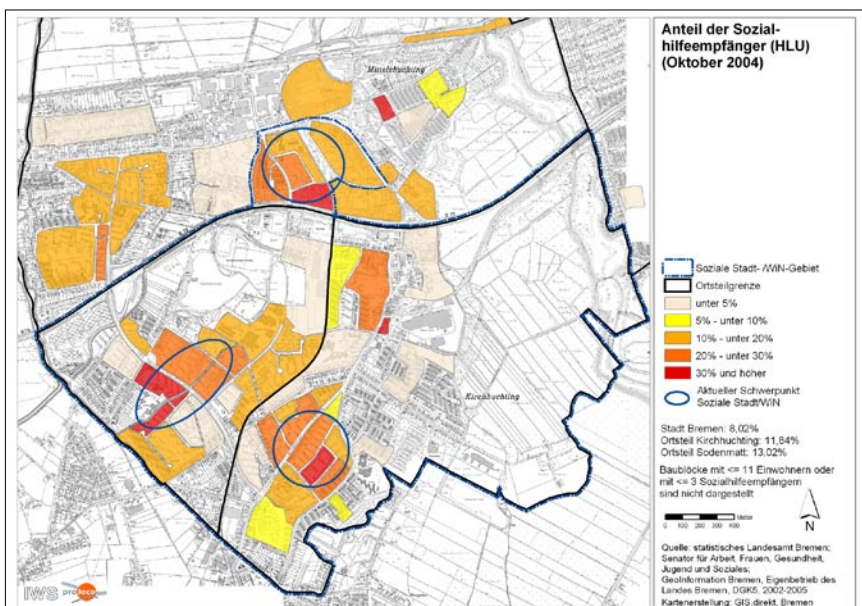 Anteil der Sozial-
hilfeempfänger (HLU)
(Oktober 2004)
Mittelshuchting
Kirchhuchting
Soziale Stadt- /WiN-Gebiet
Ortsteilgrenze
unter 5%
5% - unter 10%
10% - unter 20%
20% - unter 30%
30% und höher
Aktueller Schwerpunkt
Soziale Stadt/WiN
Stadt Bremen: 8,02%
Ortsteil Kirchhuchting: 11,64%
Ortsteil Sodenmatt: 13,02%
Baublöcke mit <= 11 Einwohnern oder
mit <= 3 Sozialhilfeempfängern
sind nicht dargestellt
0 100 200 300 400 Meter
N
Quelle: statistisches Landesamt Bremen;
Senator für Arbeit, Frauen, Gesundheit,
Jugend und Soziales;
GeoInformation Bremen, Eigenbetrieb des
Landes Bremen, DGK5, 2002-2005
Kartenerstellung: GIS.direkt, Bremen
IWS proloco